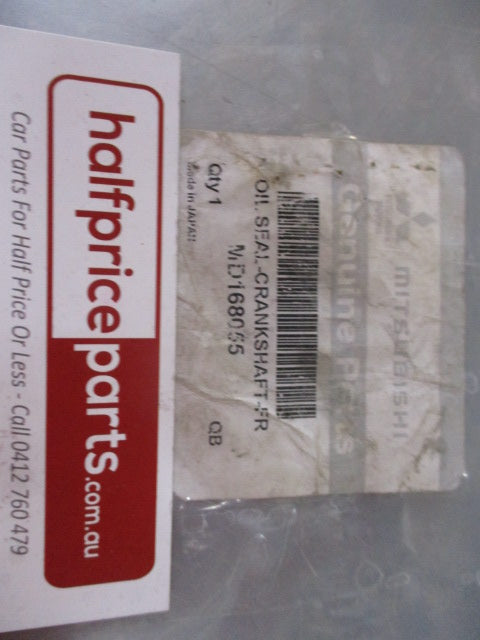 MITSUBISHI
Genuine Parts
OIL SEAL-CRANKSHAFT-FR
MD168055
QB
Qty 1
Made in JAPAN
halfpriceparts.com.au
Car Parts For Half Price Or Less - Call 0412 760 479